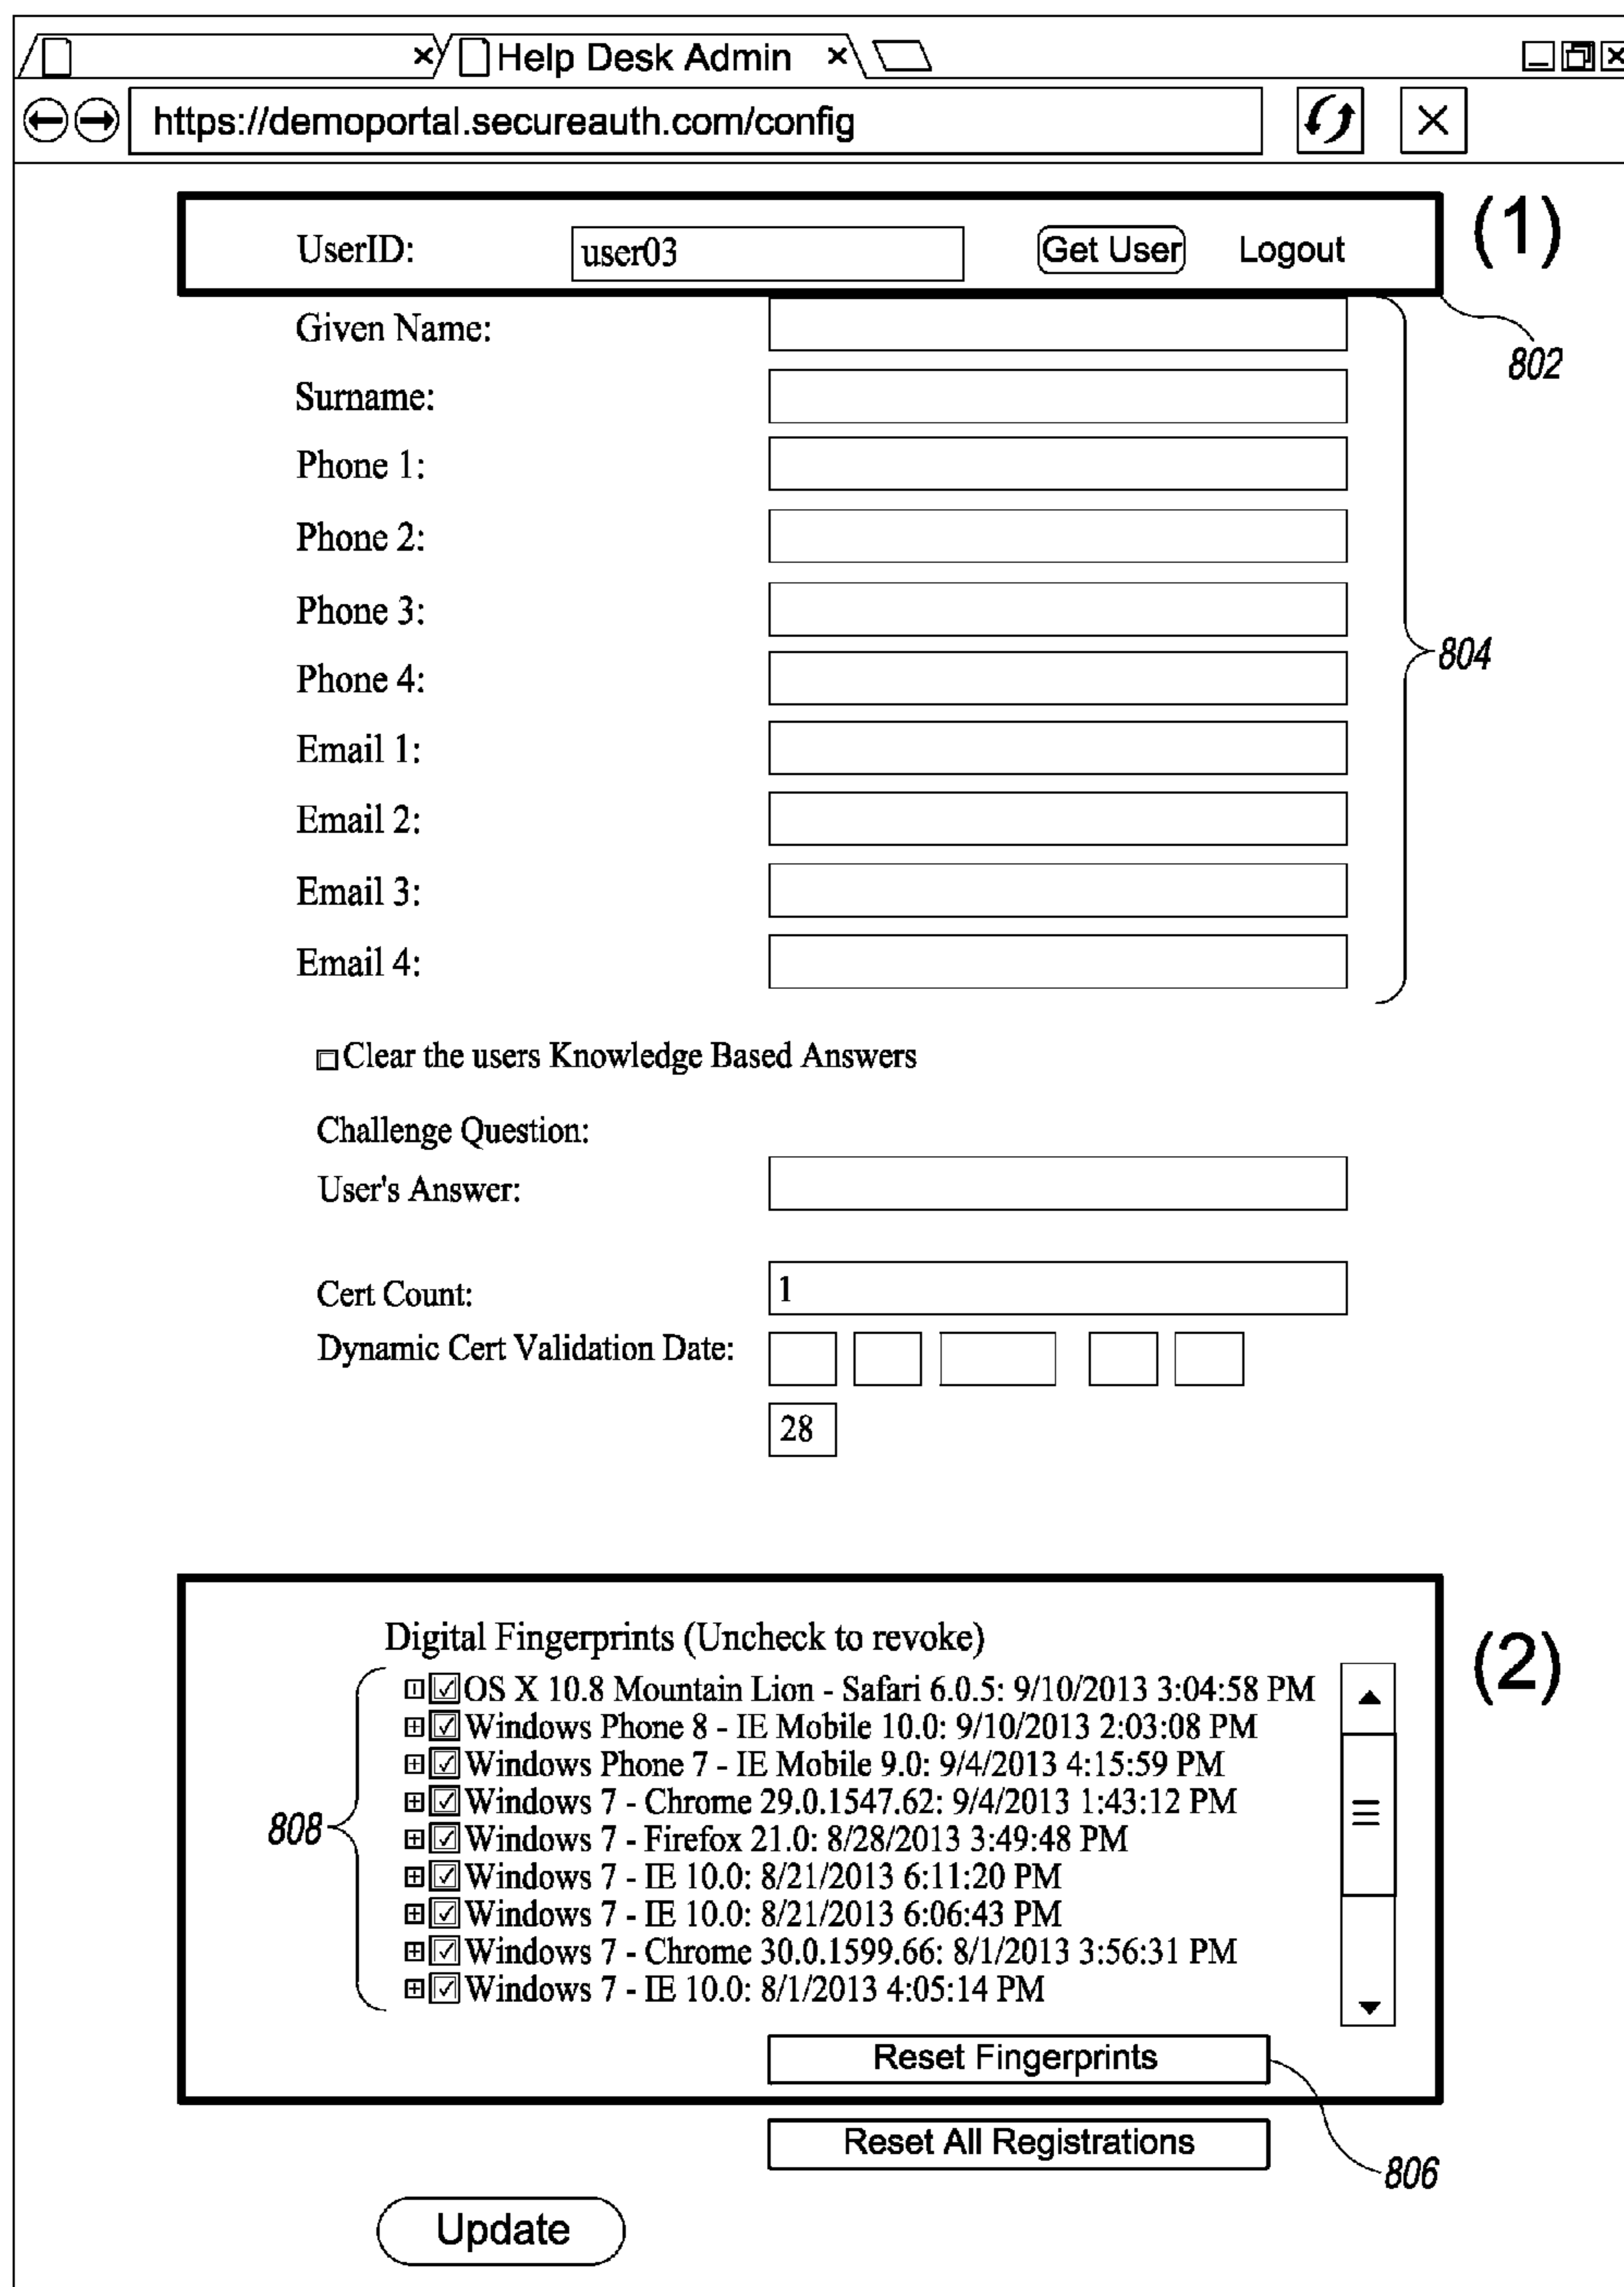 Help Desk Admin
https://demoportal.secureauth.com/config
UserID: user03 Get User Logout (1)
802
Given Name:
Surname:
Phone 1:
Phone 2:
Phone 3:
Phone 4:
804
Email 1:
Email 2:
Email 3:
Email 4:
Clear the users Knowledge Based Answers
Challenge Question:
User's Answer:
Cert Count: 1
Dynamic Cert Validation Date:
28
Digital Fingerprints (Uncheck to revoke) (2)
OS X 10.8 Mountain Lion - Safari 6.0.5: 9/10/2013 3:04:58 PM
Windows Phone 8 - IE Mobile 10.0: 9/10/2013 2:03:08 PM
Windows Phone 7 - IE Mobile 9.0: 9/4/2013 4:15:59 PM
Windows 7 - Chrome 29.0.1547.62: 9/4/2013 1:43:12 PM
808
Windows 7 - Firefox 21.0: 8/28/2013 3:49:48 PM
Windows 7 - IE 10.0: 8/21/2013 6:11:20 PM
Windows 7 - IE 10.0: 8/21/2013 6:06:43 PM
Windows 7 - Chrome 30.0.1599.66: 8/1/2013 3:56:31 PM
Windows 7 - IE 10.0: 8/1/2013 4:05:14 PM
Reset Fingerprints
Reset All Registrations
806
Update